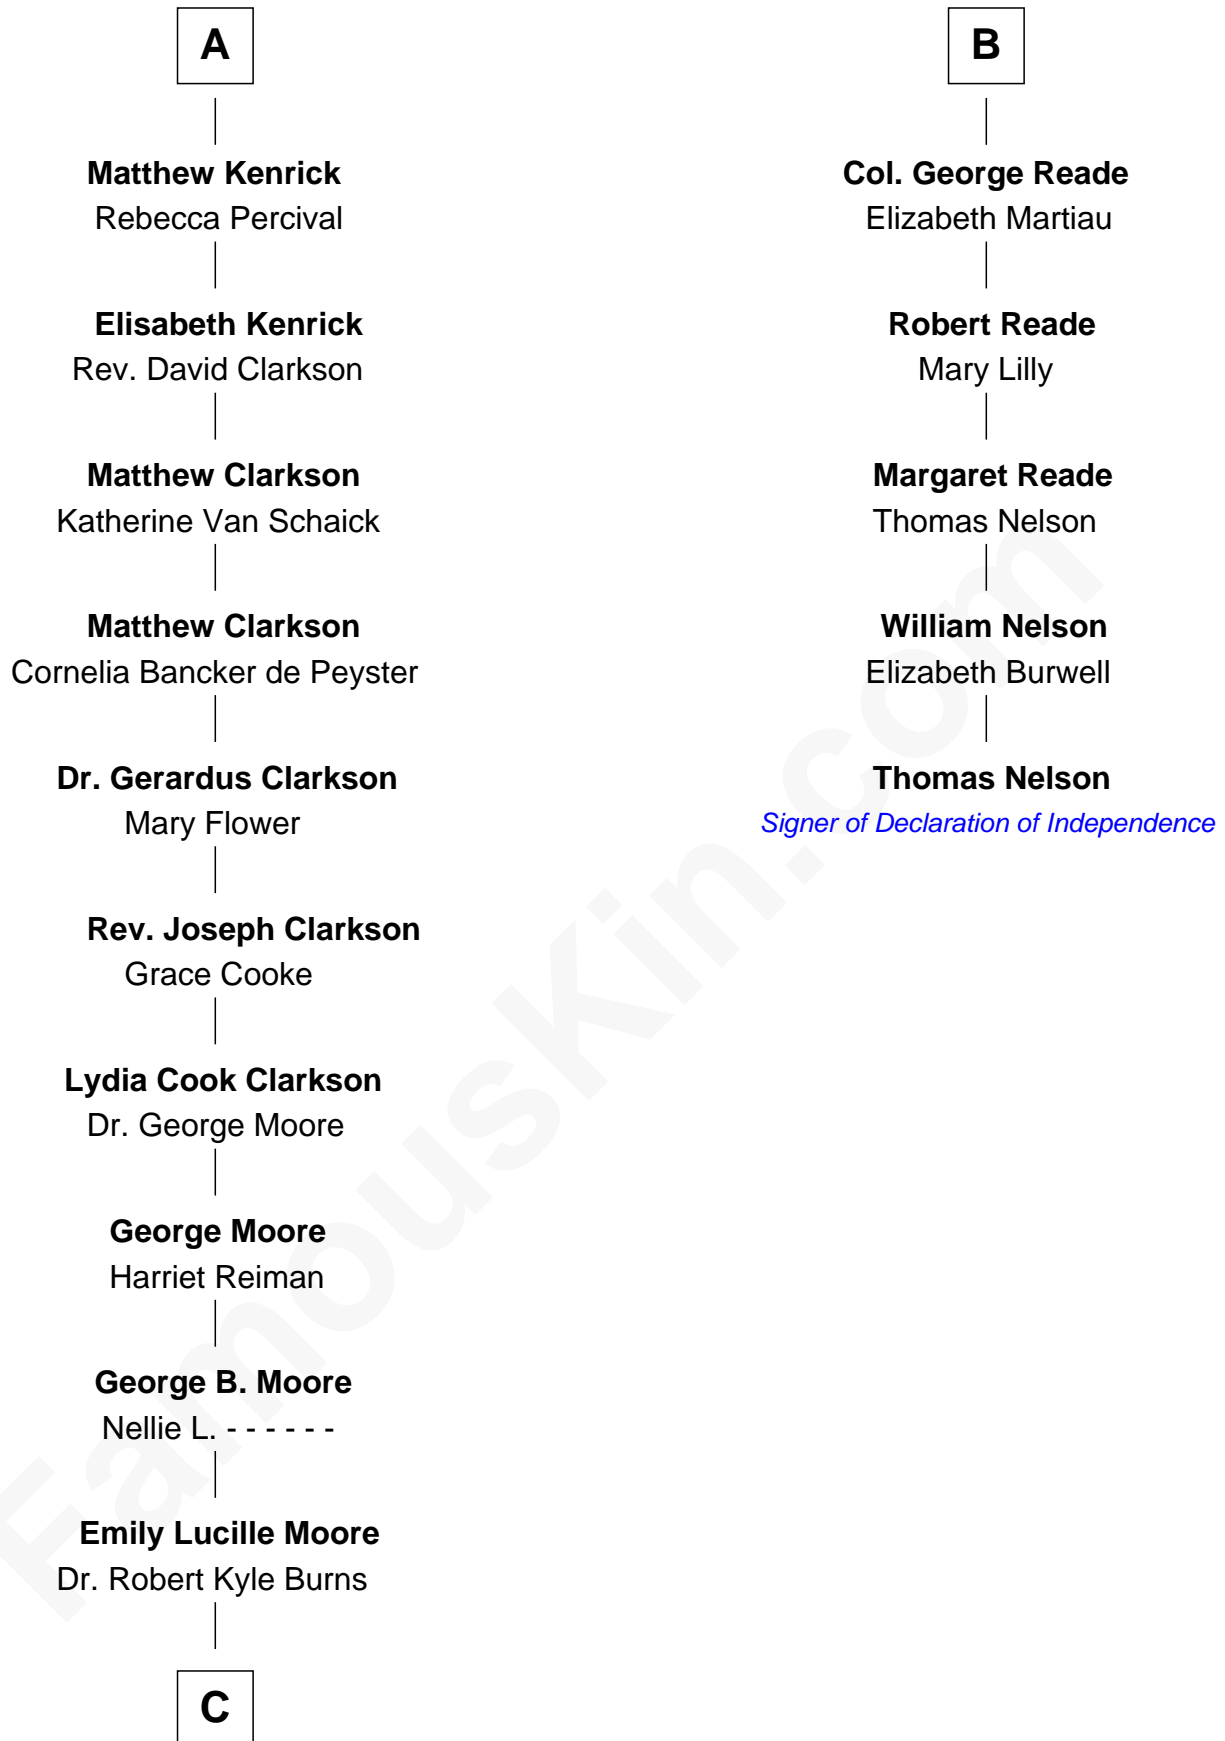 A
Matthew Kenrick
Rebecca Percival
Elisabeth Kenrick
Rev. David Clarkson
Matthew Clarkson
Katherine Van Schaick
Matthew Clarkson
Cornelia Bancker de Peyster
Dr. Gerardus Clarkson
Mary Flower
Rev. Joseph Clarkson
Grace Cooke
Lydia Cook Clarkson
Dr. George Moore
George Moore
Harriet Reiman
George B. Moore
Nellie L. - - - - - -
Emily Lucille Moore
Dr. Robert Kyle Burns
C
B
Col. George Reade
Elizabeth Martiau
Robert Reade
Mary Lilly
Margaret Reade
Thomas Nelson
William Nelson
Elizabeth Burwell
Thomas Nelson
Signer of Declaration of Independence
FamousKin.com